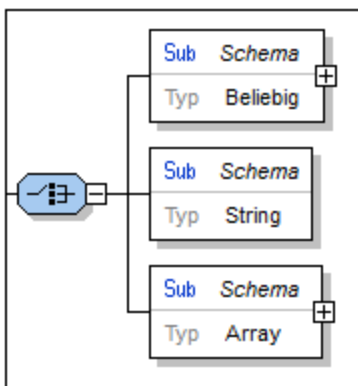 Sub Schema
Typ Beliebig
Sub Schema
Typ String
Sub Schema
Typ Array